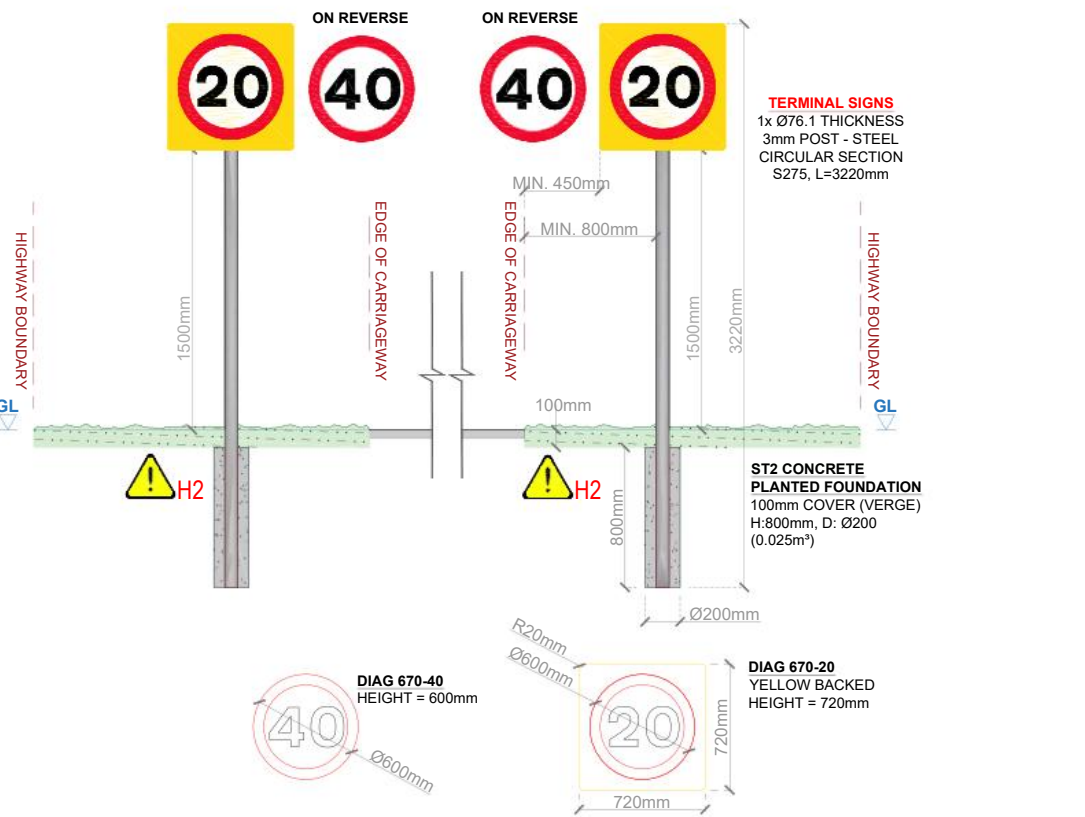 ON REVERSE
ON REVERSE
20
40
40
20
TERMINAL SIGNS
1x Ø76.1 THICKNESS
3mm POST - STEEL
CIRCULAR SECTION
S275, L=3220mm
MIN. 450mm
MIN. 800mm
HIGHWAY BOUNDARY
1500mm
EDGE OF CARRIAGEWAY
EDGE OF CARRIAGEWAY
1500mm
3220mm
HIGHWAY BOUNDARY
GL
100mm
GL
H2
H2
800mm
ST2 CONCRETE
PLANTED FOUNDATION
100mm COVER (VERGE)
H:800mm, D: Ø200
(0.025m³)
Ø200mm
40
DIAG 670-40
HEIGHT = 600mm
Ø600mm
R20mm
Ø600mm
20
720mm
720mm
DIAG 670-20
YELLOW BACKED
HEIGHT = 720mm